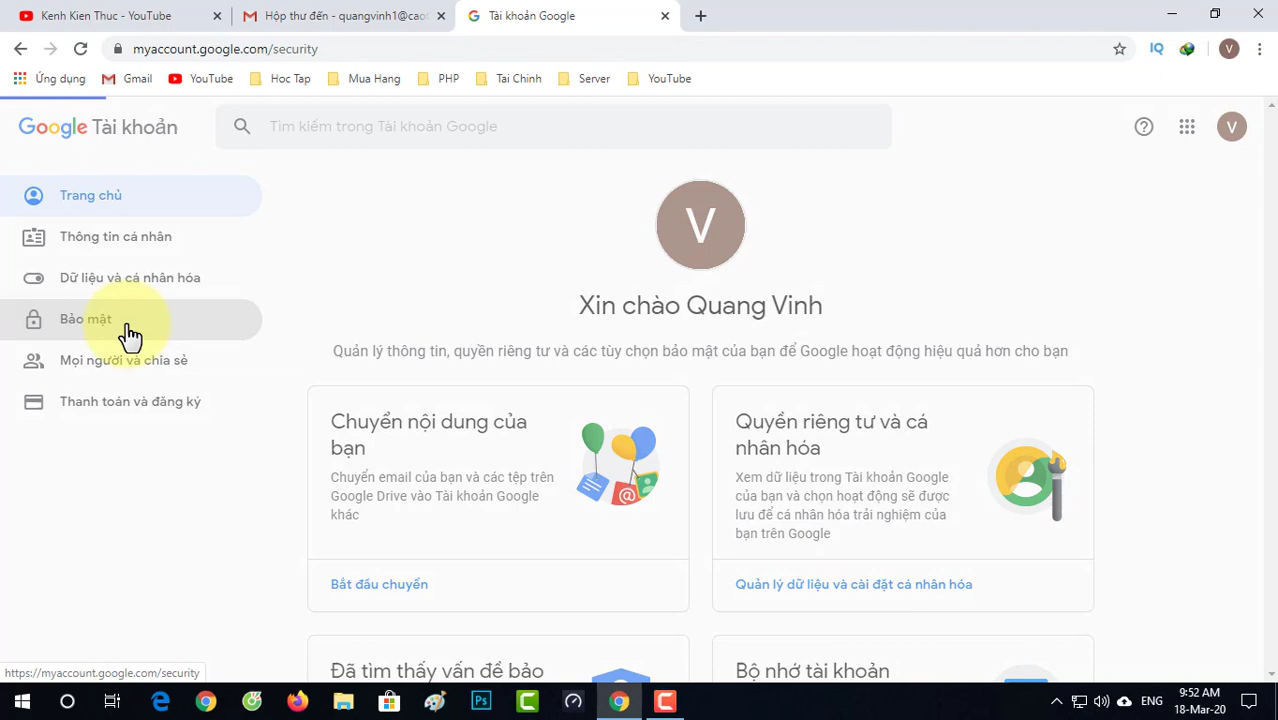 Kenh Kien Thuc - YouTube
Hộp thư đến - quangvinh1@caot
Tài khoản Google
myaccount.google.com/security
Ứng dụng
Gmail
YouTube
Hoc Tap
Mua Hang
PHP
Tai Chinh
Server
YouTube
Google Tài khoản
Tìm kiếm trong Tài khoản Google
V
Trang chủ
Thông tin cá nhân
Dữ liệu và cá nhân hóa
Bảo mật
Mọi người và chia sẻ
Thanh toán và đăng ký
V
Xin chào Quang Vinh
Quản lý thông tin, quyền riêng tư và các tùy chọn bảo mật của bạn để Google hoạt động hiệu quả hơn cho bạn
Chuyển nội dung của
bạn
Chuyển email của bạn và các tệp trên
Google Drive vào Tài khoản Google
khác
Bắt đầu chuyển
Quyền riêng tư và cá
nhân hóa
Xem dữ liệu trong Tài khoản Google
của bạn và chọn hoạt động sẽ được
lưu để cá nhân hóa trải nghiệm của
bạn trên Google
Quản lý dữ liệu và cài đặt cá nhân hóa
Đã tìm thấy vấn đề bảo
Bộ nhớ tài khoản
https://myaccount.google.com/security
ENG
9:52 AM
18-Mar-20